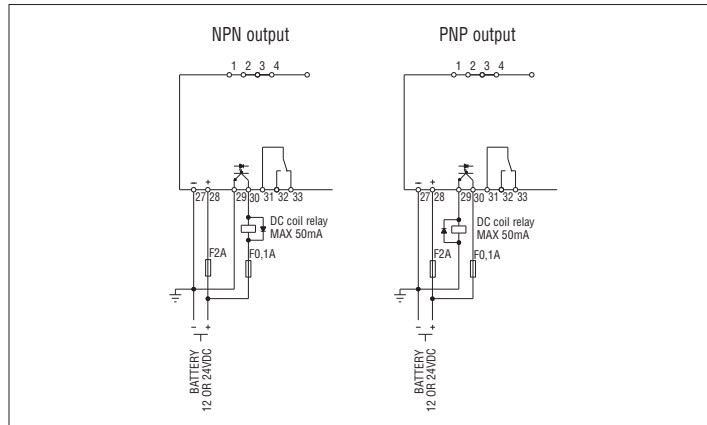 NPN output
1 2 3 4
– +
27 28 29 30 31 32 33
DC coil relay
MAX 50mA
F2A F0,1A
– +
BATTERY
12 OR 24VDC
PNP output
1 2 3 4
– +
27 28 29 30 31 32 33
DC coil relay
MAX 50mA
F2A F0,1A
– +
BATTERY
12 OR 24VDC